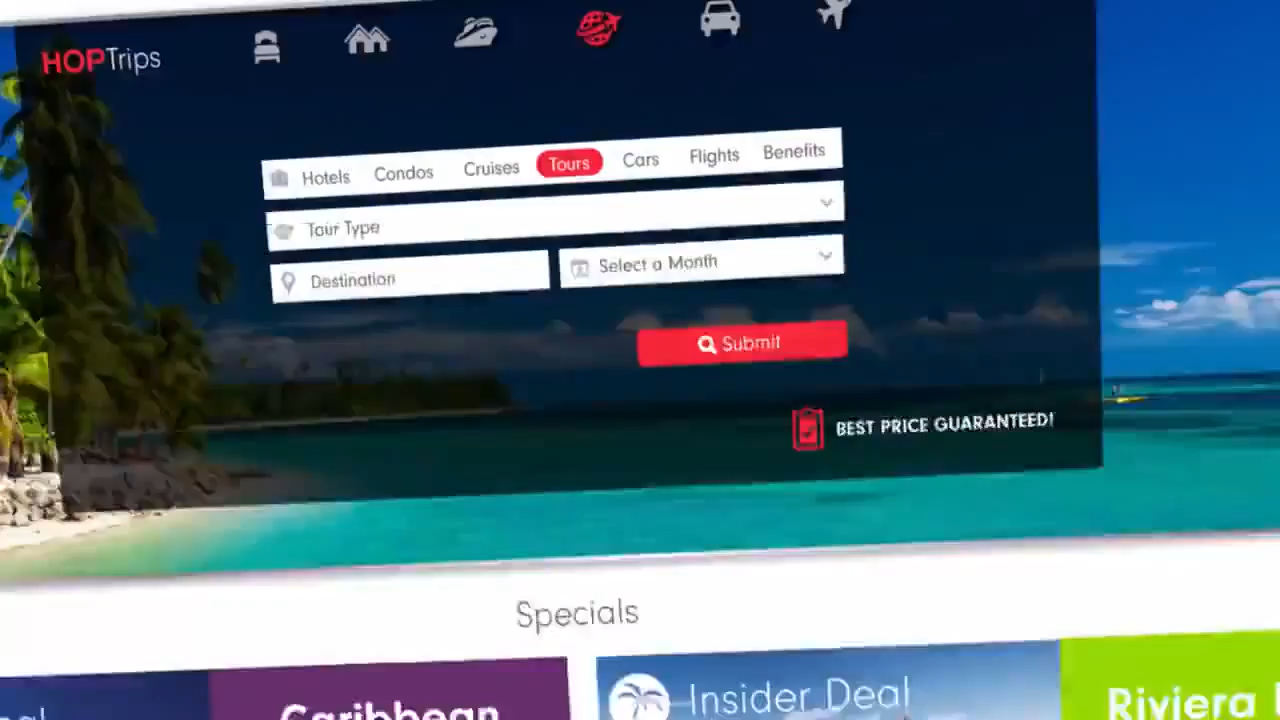 HOPTrips
Hotels Condos Cruises Tours Cars Flights Benefits
Tour Type
Destination
Select a Month
Submit
BEST PRICE GUARANTEED!
Specials
Caribbean
Insider Deal
Riviera